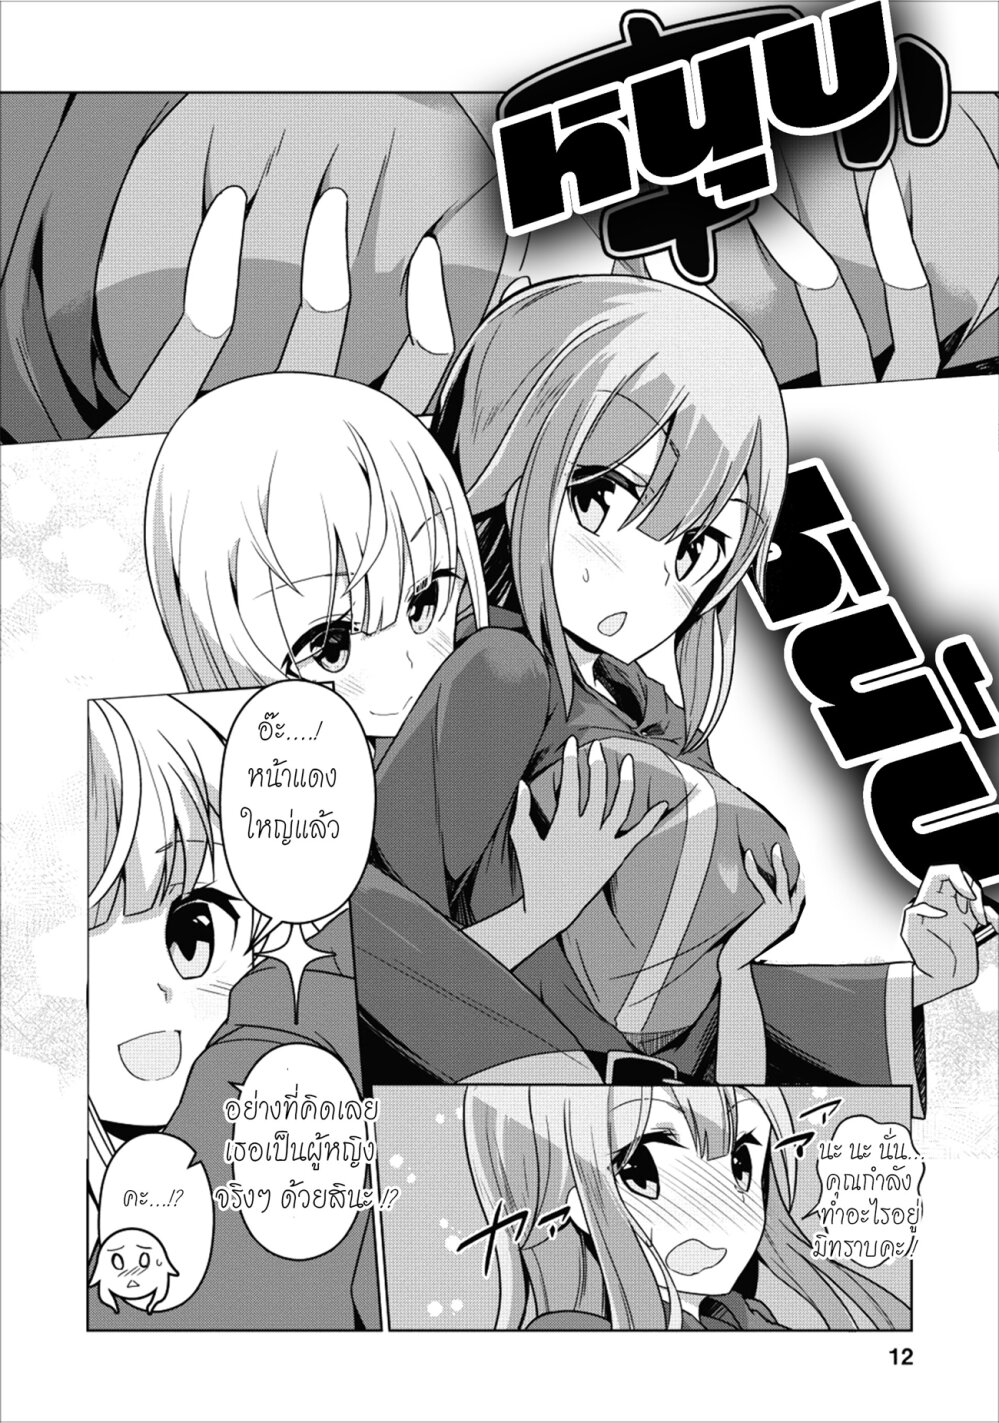 หนุบ
หนับ
อ๊ะ....!
หน้าแดง
ใหญ่แล้ว
อย่างที่คิดเลย
เธอเป็นผู้หญิง
จริงๆ ด้วยสินะ!?
คะ...!?
นะ นะ นั่น...
คุณกำลัง
ทำอะไรอยู่
มิทราบคะ!!
12